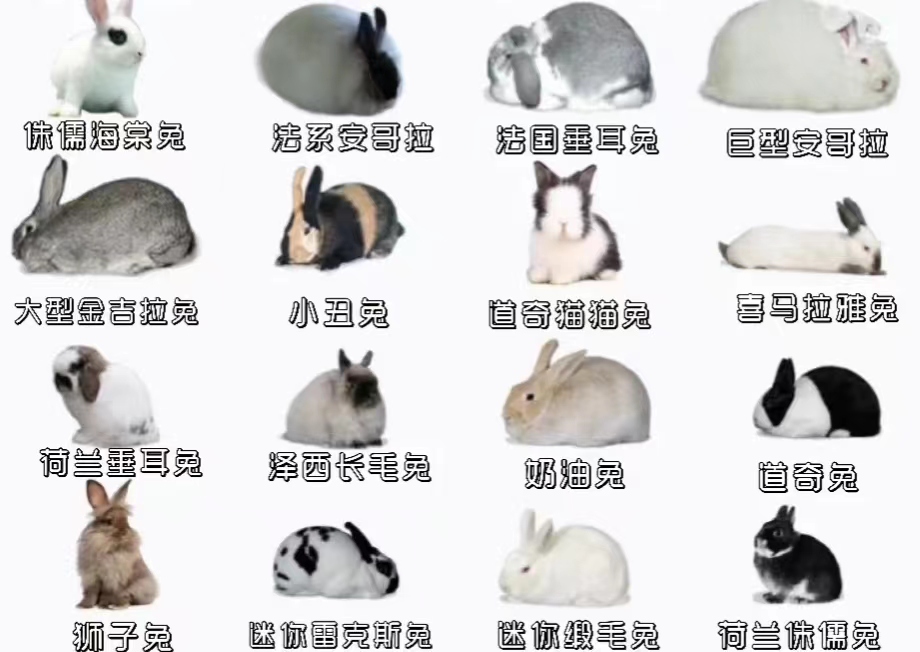 侏儒海棠兔
法系安哥拉
法国垂耳兔
巨型安哥拉
大型金吉拉兔
小丑兔
道奇猫猫兔
喜马拉雅兔
荷兰垂耳兔
泽西长毛兔
奶油兔
道奇兔
狮子兔
迷你雷克斯兔
迷你缎毛兔
荷兰侏儒兔